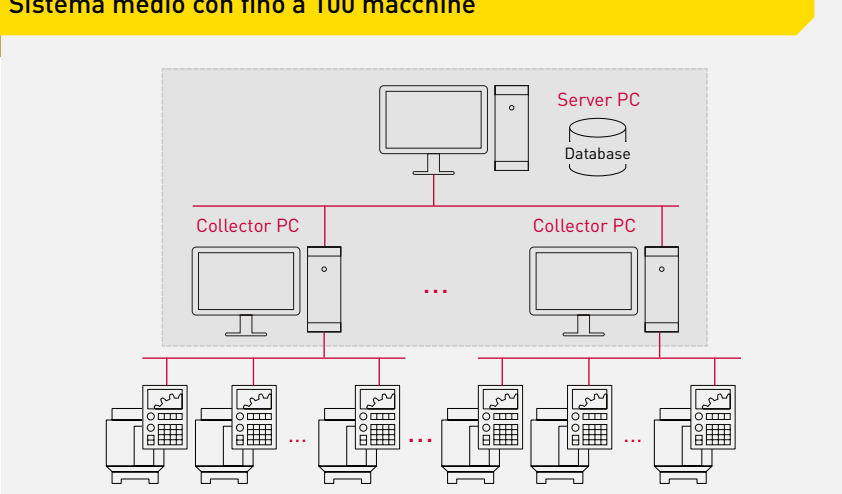 Sistema medio con fino a 100 macchine
Server PC
Database
Collector PC
Collector PC
...
...
...
...